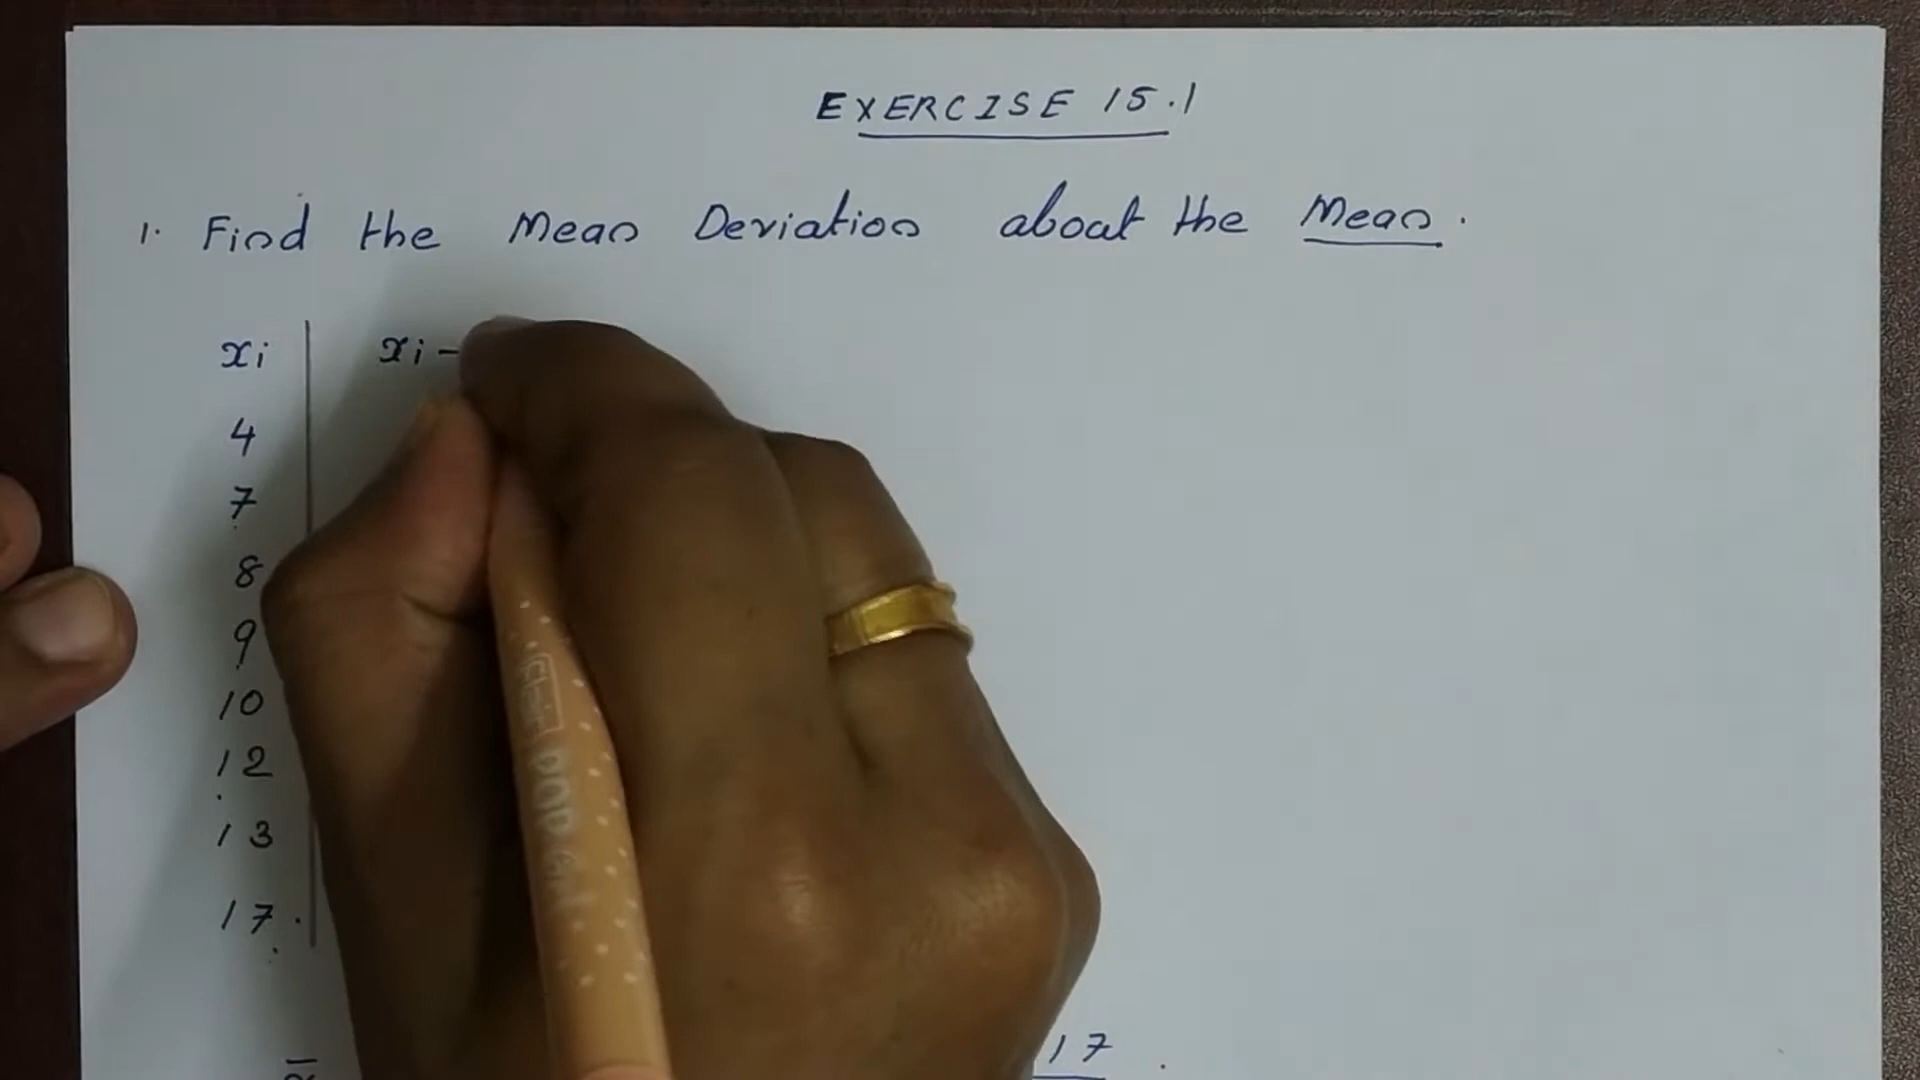 EXERCISE 15.1
1. Find the Mean Deviation about the Mean.
xi xi –
4
7
8
9
10
12
13
17.
17
Flair